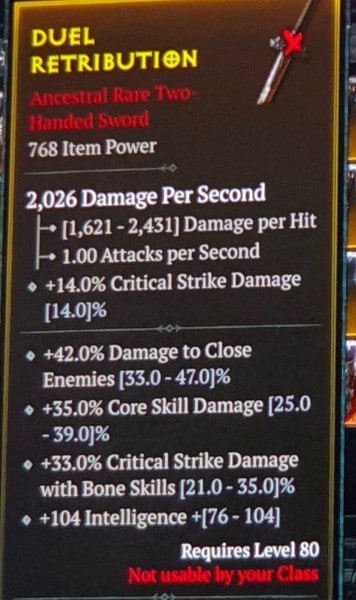 DUEL
RETRIBUTION
Ancestral Rare Two-
Handed Sword
768 Item Power
2,026 Damage Per Second
[1,621 - 2,431] Damage per Hit
1.00 Attacks per Second
+14.0% Critical Strike Damage
[14.0]%
+42.0% Damage to Close
Enemies [33.0 - 47.0]%
+35.0% Core Skill Damage [25.0
- 39.0]%
+33.0% Critical Strike Damage
with Bone Skills [21.0 - 35.0]%
+104 Intelligence +[76 - 104]
Requires Level 80
Not usable by your Class